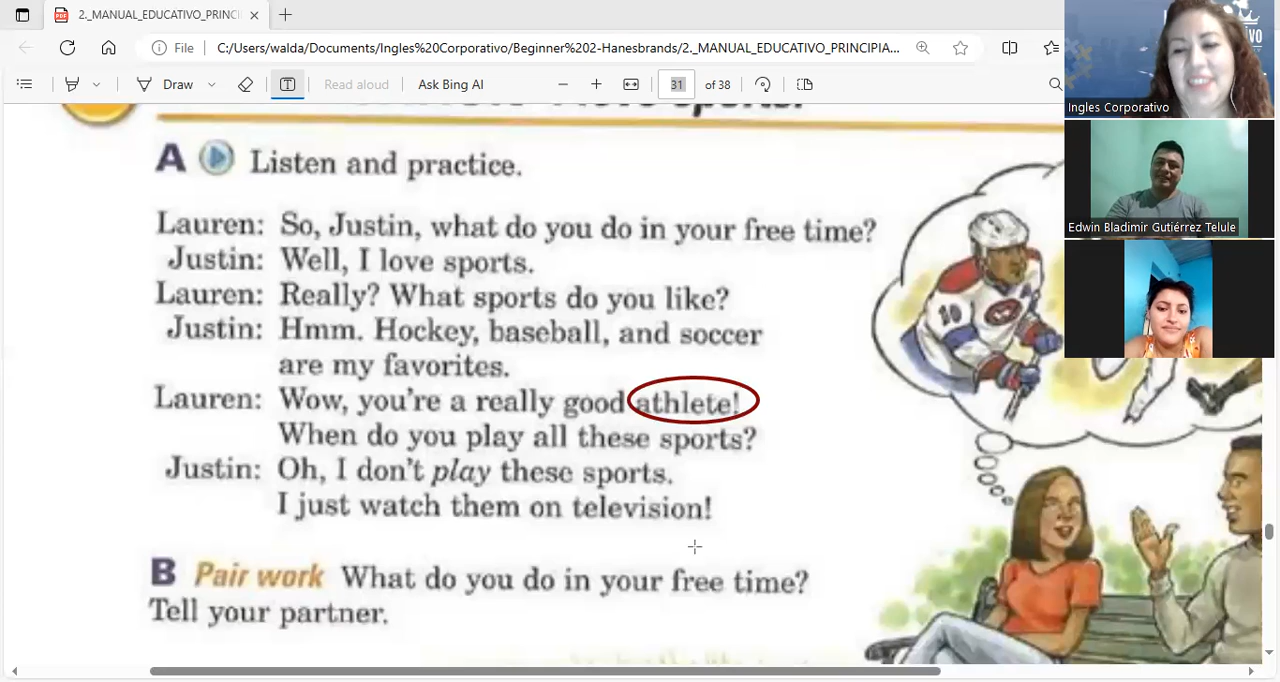 2._MANUAL_EDUCATIVO_PRINCI
File
C:/Users/walda/Documents/Ingles%20Corporativo/Beginner%202-Hanesbrands/2._MANUAL_EDUCATIVO_PRINCIPIA...
Draw
Read aloud
Ask Bing AI
31
of 38
Ingles Corporativo
Edwin Bladimir Gutiérrez Telule
A Listen and practice.
Lauren: So, Justin, what do you do in your free time?
Justin: Well, I love sports.
Lauren: Really? What sports do you like?
Justin: Hmm. Hockey, baseball, and soccer
are my favorites.
Lauren: Wow, you're a really good athlete!
When do you play all these sports?
Justin: Oh, I don't play these sports.
I just watch them on television!
B Pair work What do you do in your free time?
Tell your partner.
10